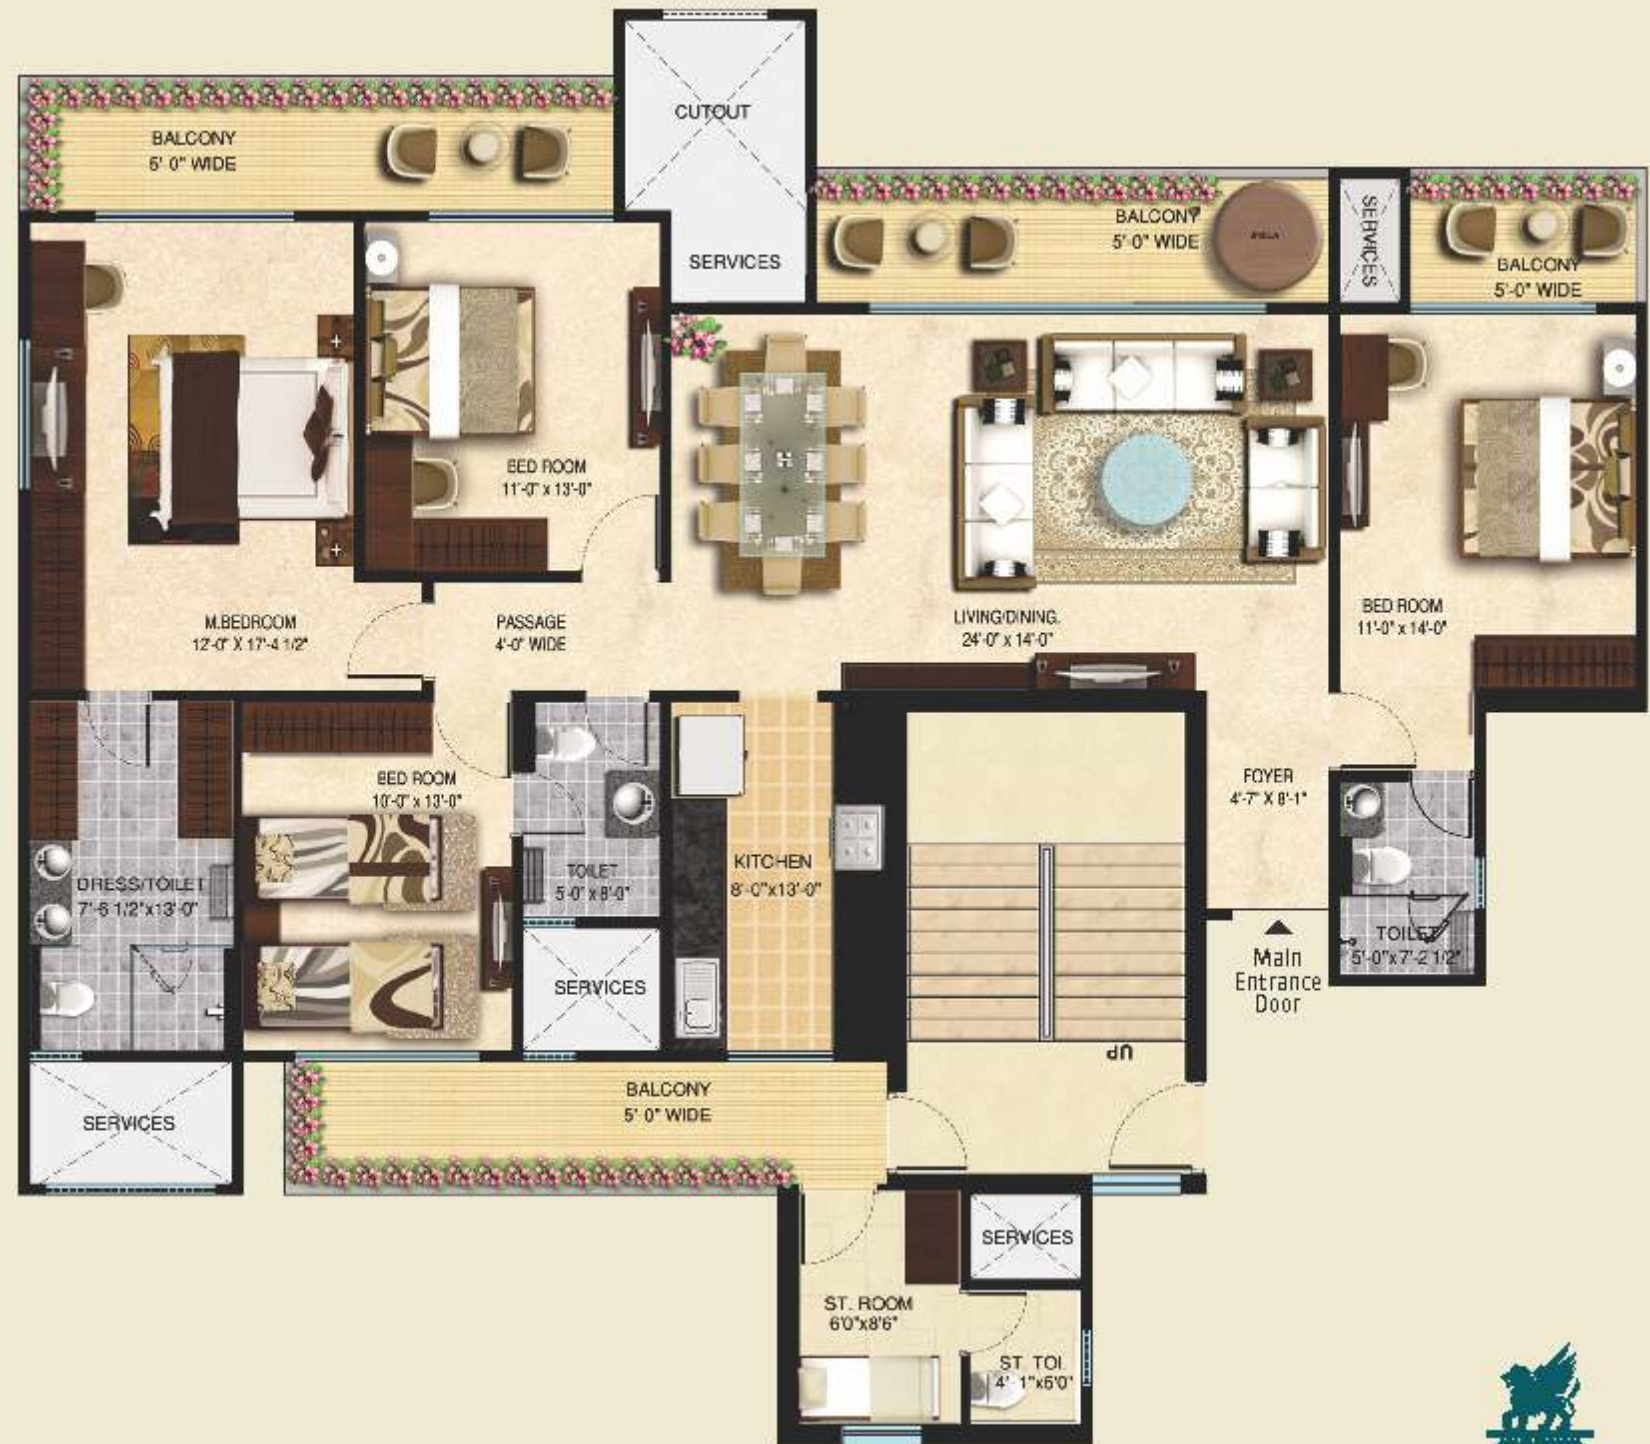 CUTOUT
SERVICES
BALCONY
5' 0" WIDE
BALCONY
5'-0" WIDE
SERVICES
BALCONY
5'-0" WIDE
BED ROOM
11'-0" x 13'-0"
M.BEDROOM
12'-0" X 17'-4 1/2"
PASSAGE
4'-0" WIDE
LIVING/DINING.
24'-0" x 14'-0"
BED ROOM
11'-0" x 14'-0"
BED ROOM
10'-0" x 13'-0"
FOYER
4'-7" X 8'-1"
DRESS/TOILET
7'-6 1/2"x13'-0"
TOILET
5'-0" x 8'-0"
KITCHEN
8'-0"x13'-0"
TOILET
5'-0"x7'-2 1/2"
Main
Entrance
Door
SERVICES
UP
BALCONY
5' 0" WIDE
SERVICES
SERVICES
ST. ROOM
6'0"x8'6"
ST. TOI.